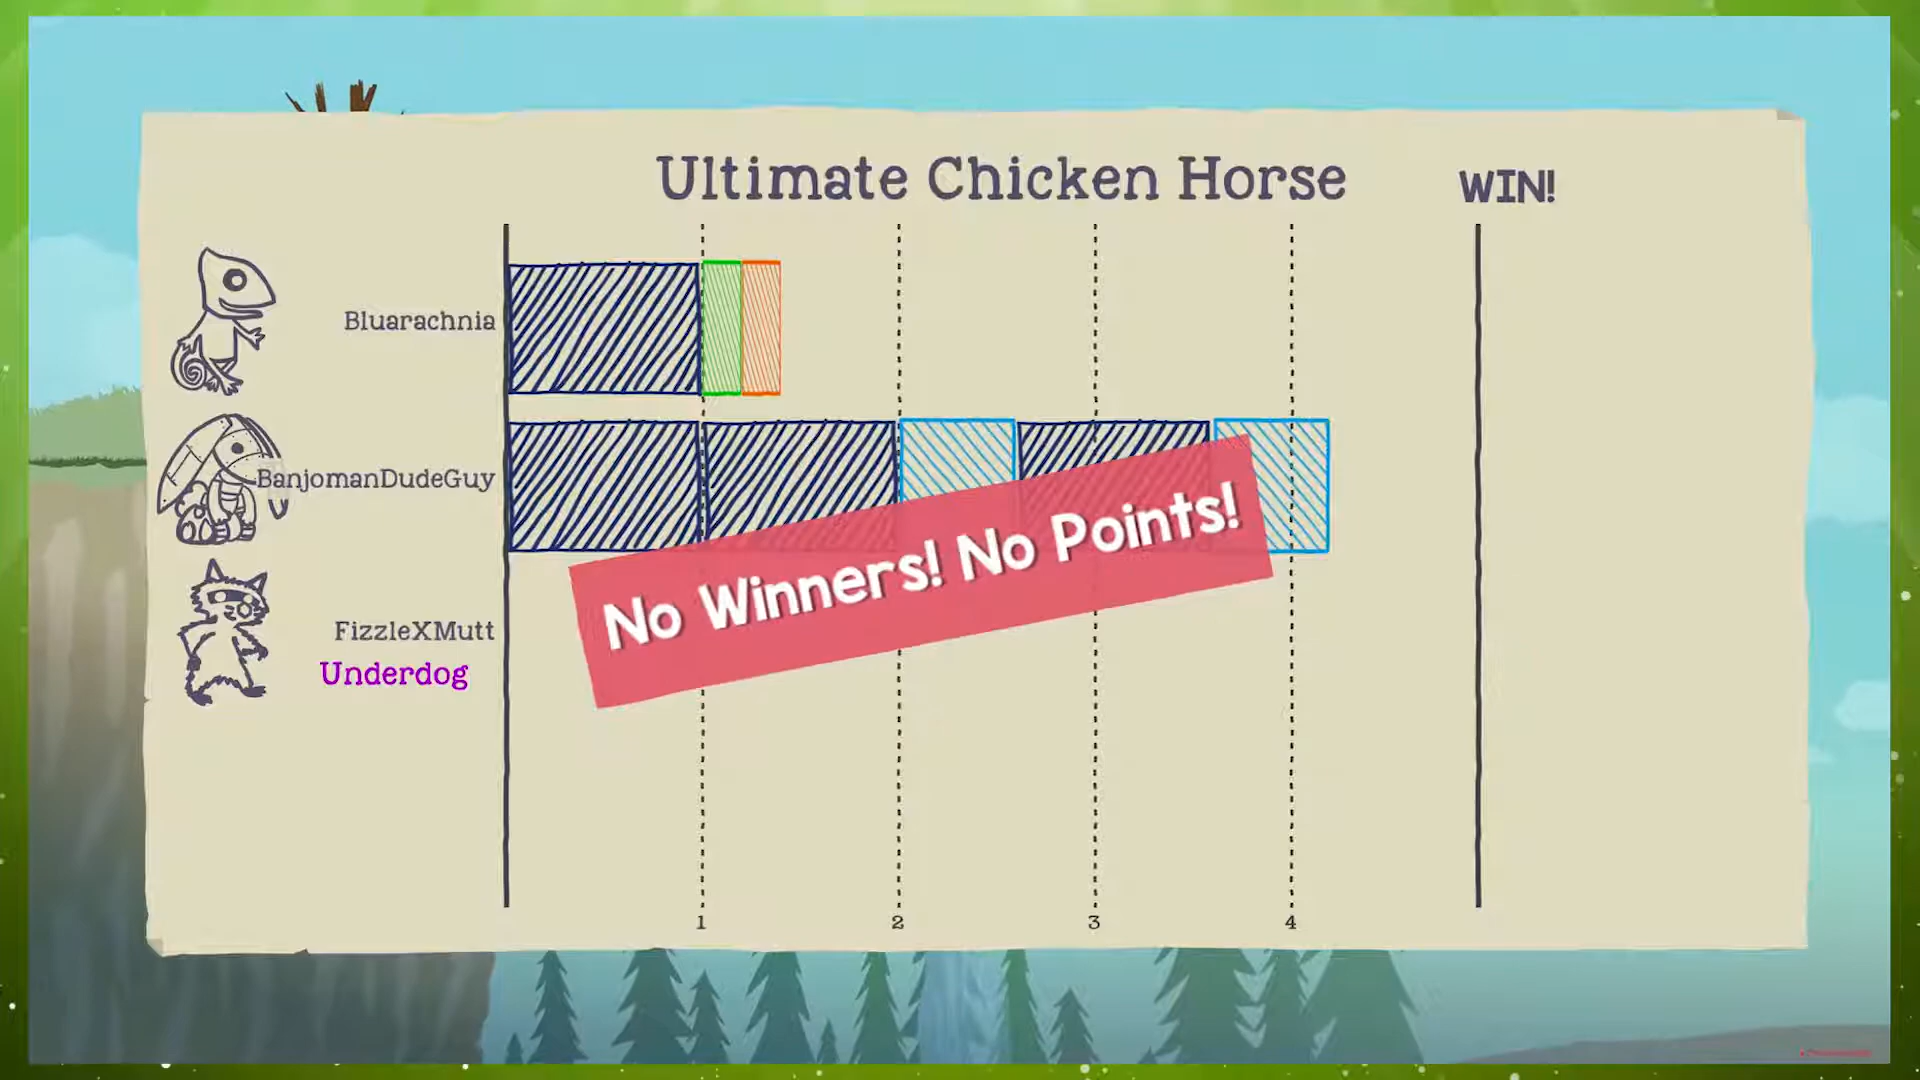 Ultimate Chicken Horse
WIN!
Bluarachnia
BanjomanDudeGuy
No Winners! No Points!
FizzleXMutt
Underdog
1 2 3 4